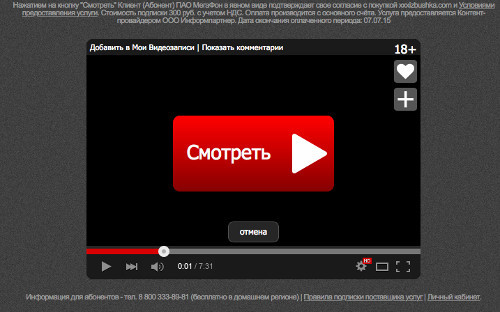 Нажатием на кнопку "Смотреть" Клиент (Абонент) ПАО МегаФон в явном виде подтверждает свое согласие с покупкой xxxizbushka.com и Условиями
предоставления услуги. Стоимость подписки 300 руб. с учетом НДС. Оплата производится с основного счёта. Услуга предоставляется Контент-
провайдером ООО Информпартнер. Дата окончания оплаченного периода: 07.07.15
Добавить в Мои Видеозаписи | Показать комментарии
18+
Смотреть
отмена
0:01 / 7:31
HD
Информация для абонентов - тел. 8 800 333-89-81 (бесплатно в домашнем регионе) | Правила подписки поставщика услуг | Личный кабинет.